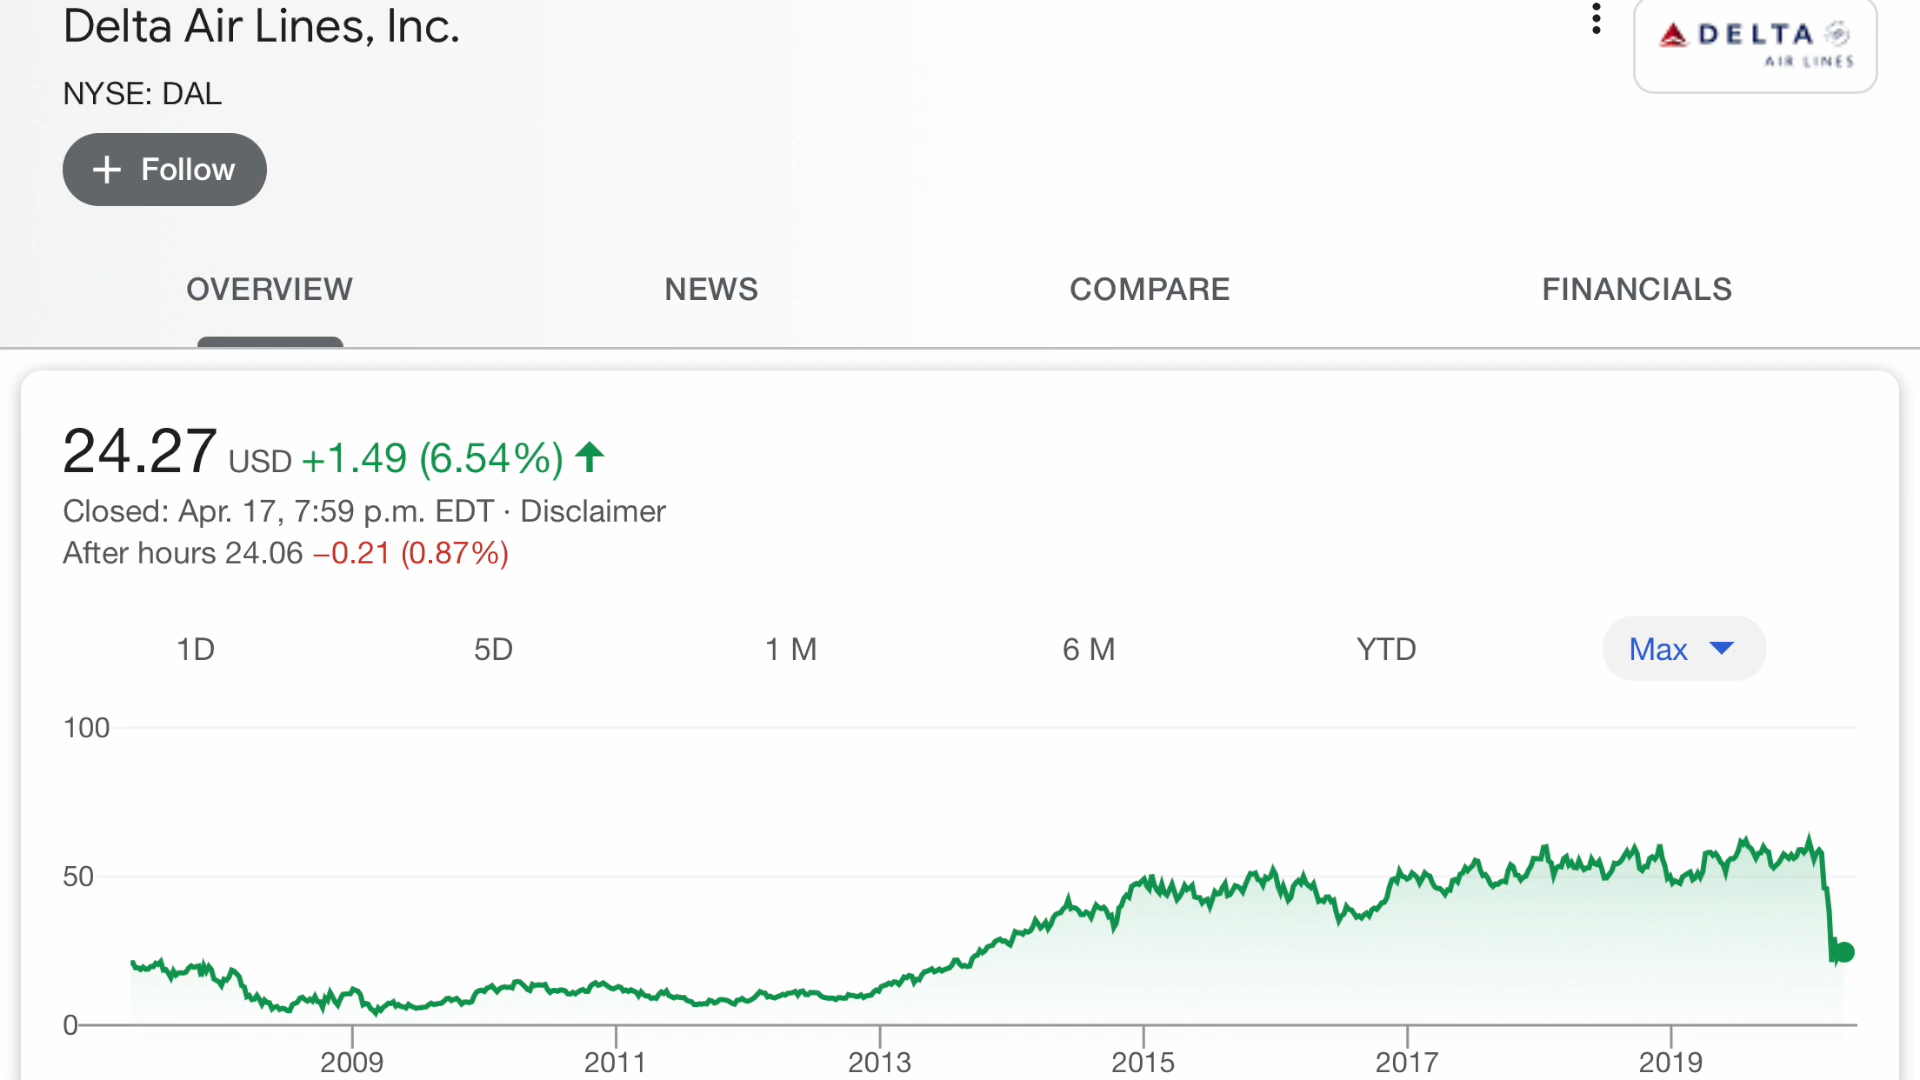 Delta Air Lines, Inc.
DELTA
AIR LINES
NYSE: DAL
+ Follow
OVERVIEW NEWS COMPARE FINANCIALS
24.27 USD +1.49 (6.54%)
Closed: Apr. 17, 7:59 p.m. EDT · Disclaimer
After hours 24.06 −0.21 (0.87%)
1D 5D 1 M 6 M YTD Max
100
50
0
2009 2011 2013 2015 2017 2019